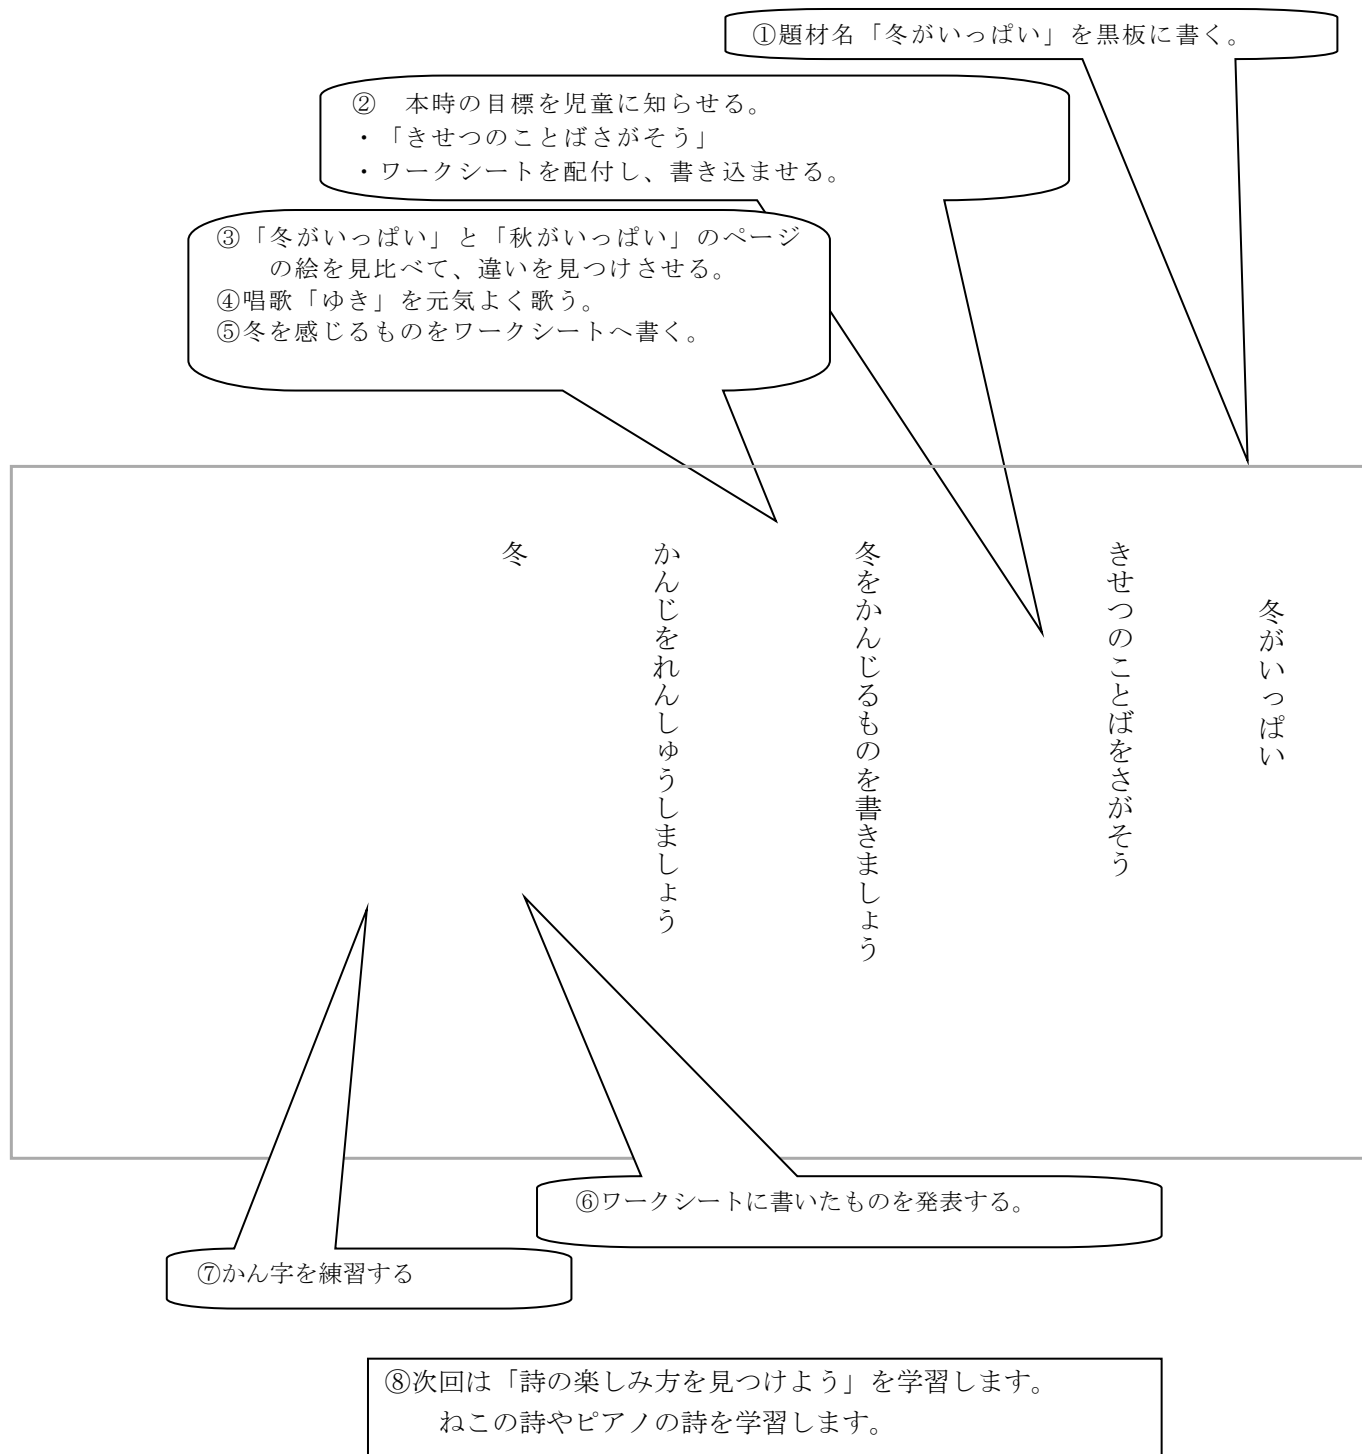 ①題材名「冬がいっぱい」を黒板に書く。
②　本時の目標を児童に知らせる。
・「きせつのことばさがそう」
・ワークシートを配付し、書き込ませる。
③「冬がいっぱい」と「秋がいっぱい」のページ
の絵を見比べて、違いを見つけさせる。
④唱歌「ゆき」を元気よく歌う。
⑤冬を感じるものをワークシートへ書く。
冬がいっぱい
きせつのことばをさがそう
冬をかんじるものを書きましょう
かんじをれんしゅうしましょう
冬
⑥ワークシートに書いたものを発表する。
⑦かん字を練習する
⑧次回は「詩の楽しみ方を見つけよう」を学習します。
ねこの詩やピアノの詩を学習します。